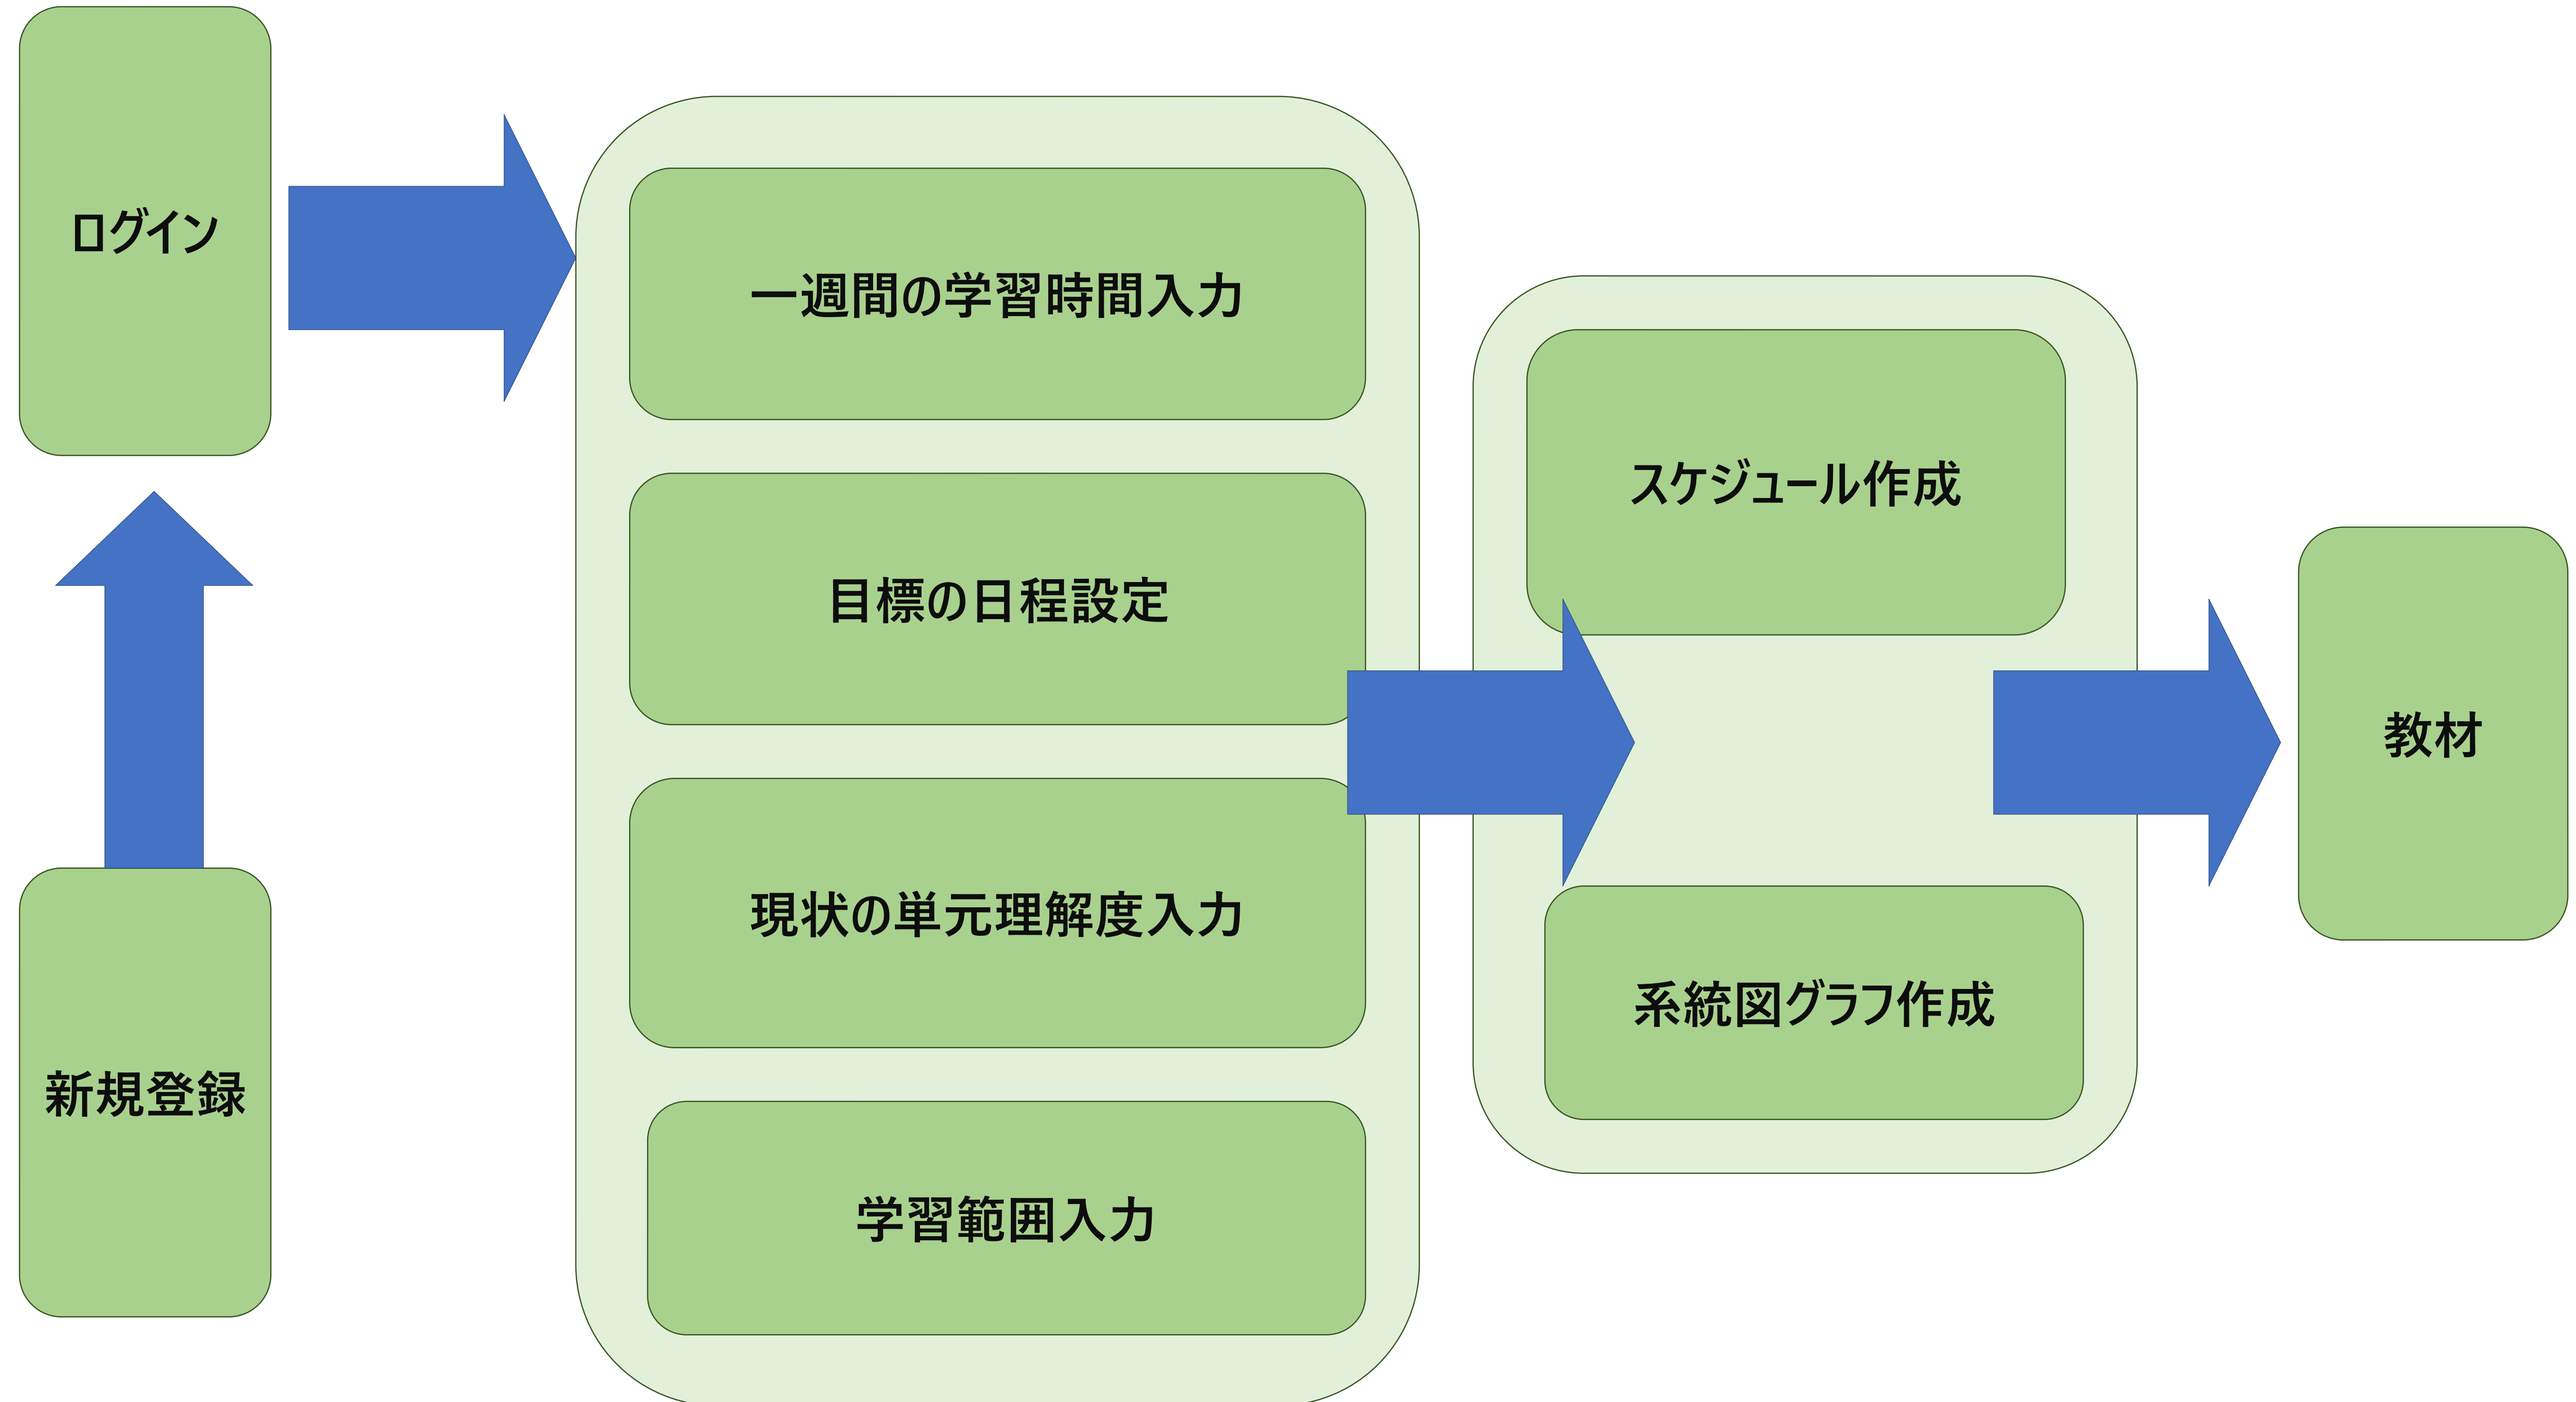 ログイン
新規登録
一週間の学習時間入力
目標の日程設定
現状の単元理解度入力
学習範囲入力
スケジュール作成
系統図グラフ作成
教材